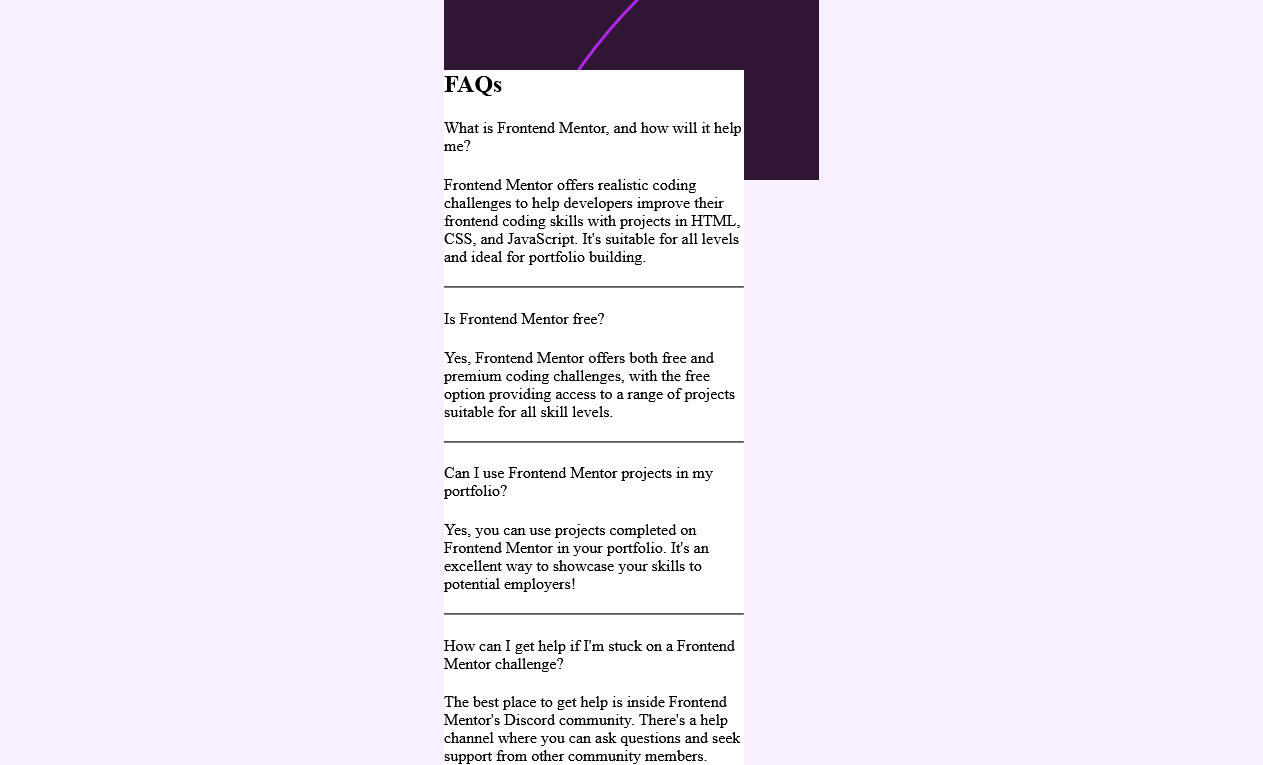 FAQs
What is Frontend Mentor, and how will it help
me?
Frontend Mentor offers realistic coding
challenges to help developers improve their
frontend coding skills with projects in HTML,
CSS, and JavaScript. It's suitable for all levels
and ideal for portfolio building.
Is Frontend Mentor free?
Yes, Frontend Mentor offers both free and
premium coding challenges, with the free
option providing access to a range of projects
suitable for all skill levels.
Can I use Frontend Mentor projects in my
portfolio?
Yes, you can use projects completed on
Frontend Mentor in your portfolio. It's an
excellent way to showcase your skills to
potential employers!
How can I get help if I'm stuck on a Frontend
Mentor challenge?
The best place to get help is inside Frontend
Mentor's Discord community. There's a help
channel where you can ask questions and seek
support from other community members.